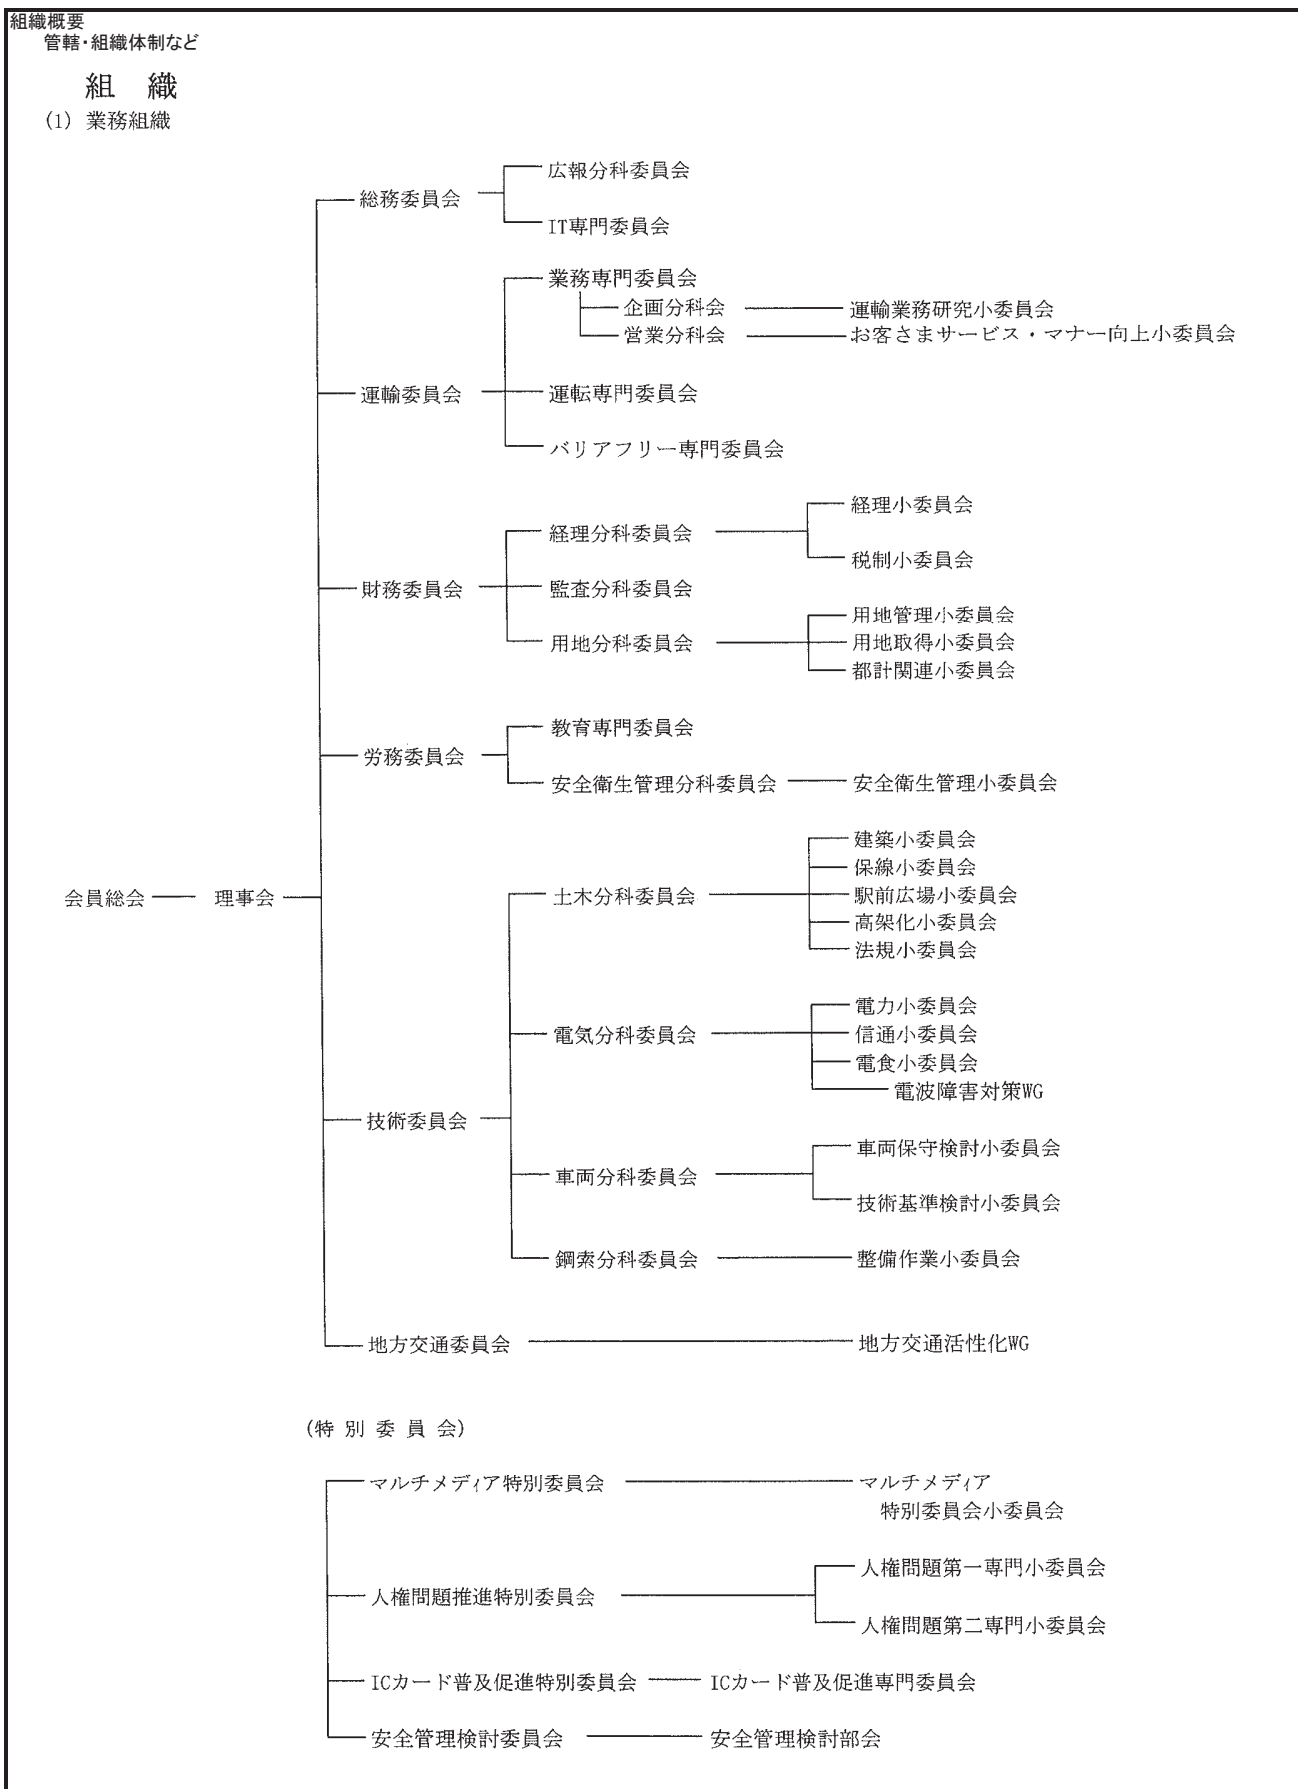 組織概要
管轄・組織体制など
組 織
(1) 業務組織
広報分科委員会
総務委員会
IT専門委員会
業務専門委員会
企画分科会 運輸業務研究小委員会
営業分科会 お客さまサービス・マナー向上小委員会
運輸委員会 運転専門委員会
バリアフリー専門委員会
経理小委員会
経理分科委員会
税制小委員会
財務委員会 監査分科委員会
用地管理小委員会
用地分科委員会 用地取得小委員会
都計関連小委員会
教育専門委員会
労務委員会
安全衛生管理分科委員会 安全衛生管理小委員会
建築小委員会
保線小委員会
会員総会 理事会 土木分科委員会 駅前広場小委員会
高架化小委員会
法規小委員会
電力小委員会
電気分科委員会 信通小委員会
電食小委員会
電波障害対策WG
技術委員会
車両保守検討小委員会
車両分科委員会
技術基準検討小委員会
鋼索分科委員会 整備作業小委員会
地方交通委員会 地方交通活性化WG
(特 別 委 員 会)
マルチメディア特別委員会 マルチメディア
特別委員会小委員会
人権問題第一専門小委員会
人権問題推進特別委員会
人権問題第二専門小委員会
ICカード普及促進特別委員会 ICカード普及促進専門委員会
安全管理検討委員会 安全管理検討部会